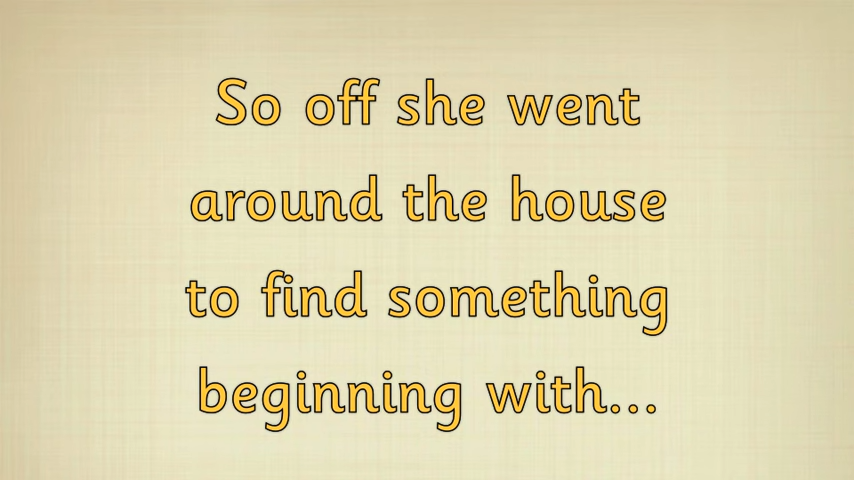 So off she went
around the house
to find something
beginning with...